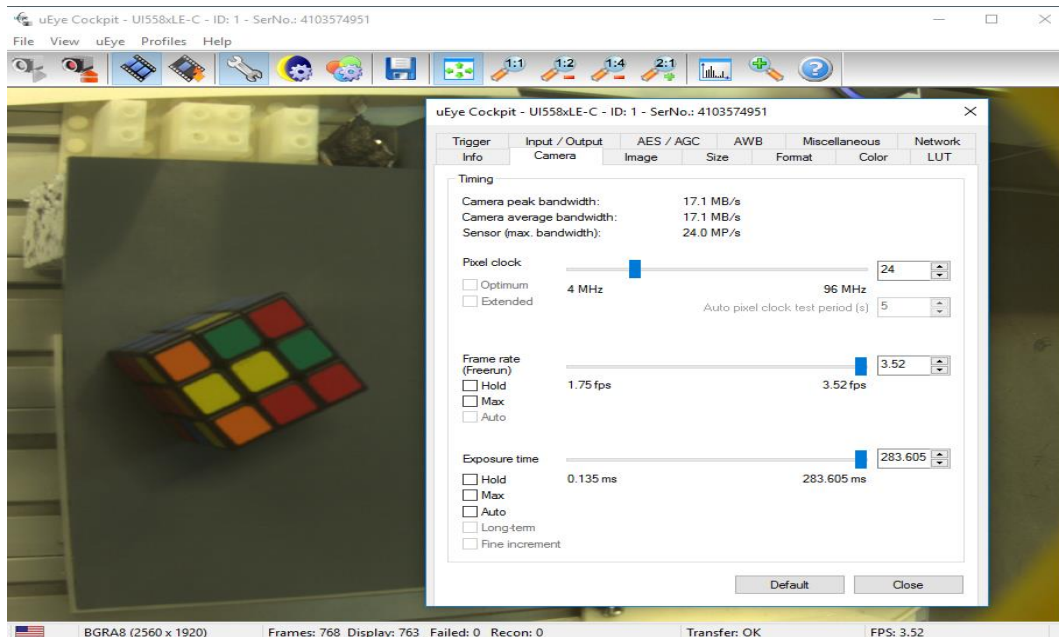 uEye Cockpit - UI558xLE-C - ID: 1 - SerNo.: 4103574951
File View uEye Profiles Help
1:1 1:2 1:4 2:1
uEye Cockpit - UI558xLE-C - ID: 1 - SerNo.: 4103574951
Trigger Input / Output AES / AGC AWB Miscellaneous Network
Info Camera Image Size Format Color LUT
Timing
Camera peak bandwidth: 17.1 MB/s
Camera average bandwidth: 17.1 MB/s
Sensor (max. bandwidth): 24.0 MP/s
Pixel clock 24
Optimum 4 MHz 96 MHz
Extended Auto pixel clock test period (s) 5
Frame rate
(Freerun) 3.52
Hold 1.75 fps 3.52 fps
Max
Auto
Exposure time 283.605
Hold 0.135 ms 283.605 ms
Max
Auto
Long-term
Fine increment
Default Close
BGRA8 (2560 x 1920) Frames: 768 Display: 763 Failed: 0 Recon: 0 Transfer: OK FPS: 3.52